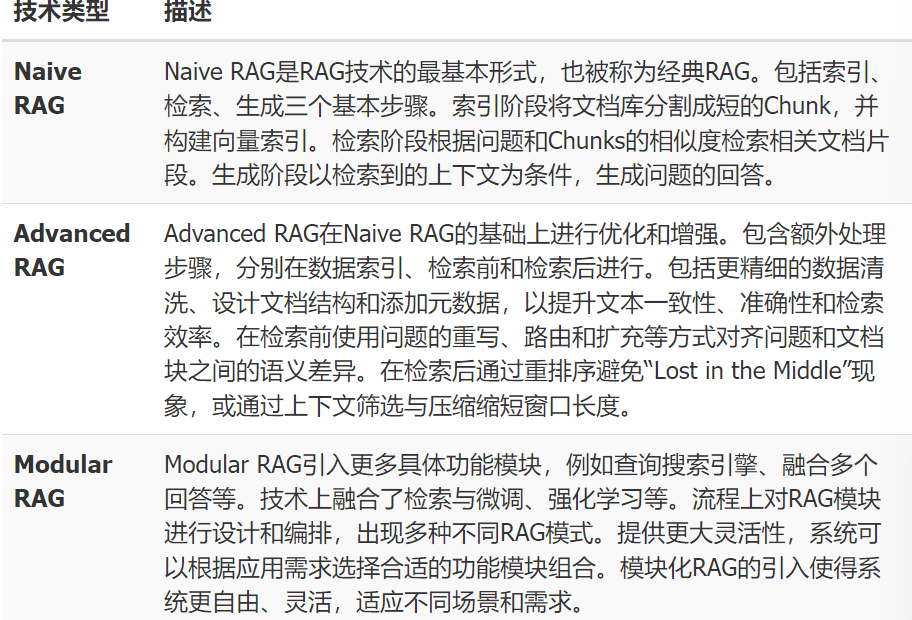 技术类型 描述
Naive RAG
Naive RAG是RAG技术的最基本形式，也被称为经典RAG。包括索引、
检索、生成三个基本步骤。索引阶段将文档库分割成短的Chunk，并
构建向量索引。检索阶段根据问题和Chunks的相似度检索相关文档片
段。生成阶段以检索到的上下文为条件，生成问题的回答。
Advanced RAG
Advanced RAG在Naive RAG的基础上进行优化和增强。包含额外处理
步骤，分别在数据索引、检索前和检索后进行。包括更精细的数据清
洗、设计文档结构和添加元数据，以提升文本一致性、准确性和检索
效率。在检索前使用问题的重写、路由和扩充等方式对齐问题和文档
块之间的语义差异。在检索后通过重排序避免“Lost in the Middle”现
象，或通过上下文筛选与压缩缩短窗口长度。
Modular RAG
Modular RAG引入更多具体功能模块，例如查询搜索引擎、融合多个
回答等。技术上融合了检索与微调、强化学习等。流程上对RAG模块
进行设计和编排，出现多种不同RAG模式。提供更大灵活性，系统可
以根据应用需求选择合适的功能模块组合。模块化RAG的引入使得系
统更自由、灵活，适应不同场景和需求。